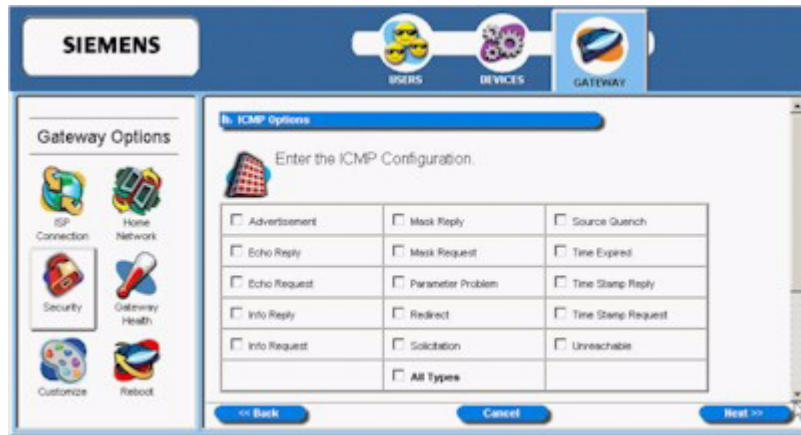 SIEMENS
USERS
DEVICES
GATEWAY
Gateway Options
ISP Connection
Home Network
Security
Gateway Health
Customize
Reboot
h. ICMP Options
Enter the ICMP Configuration.
Advertisement
Mask Reply
Source Quench
Echo Reply
Mask Request
Time Expired
Echo Request
Parameter Problem
Time Stamp Reply
Info Reply
Redirect
Time Stamp Request
Info Request
Solicitation
Unreachable
All Types
<< Back
Cancel
Next >>